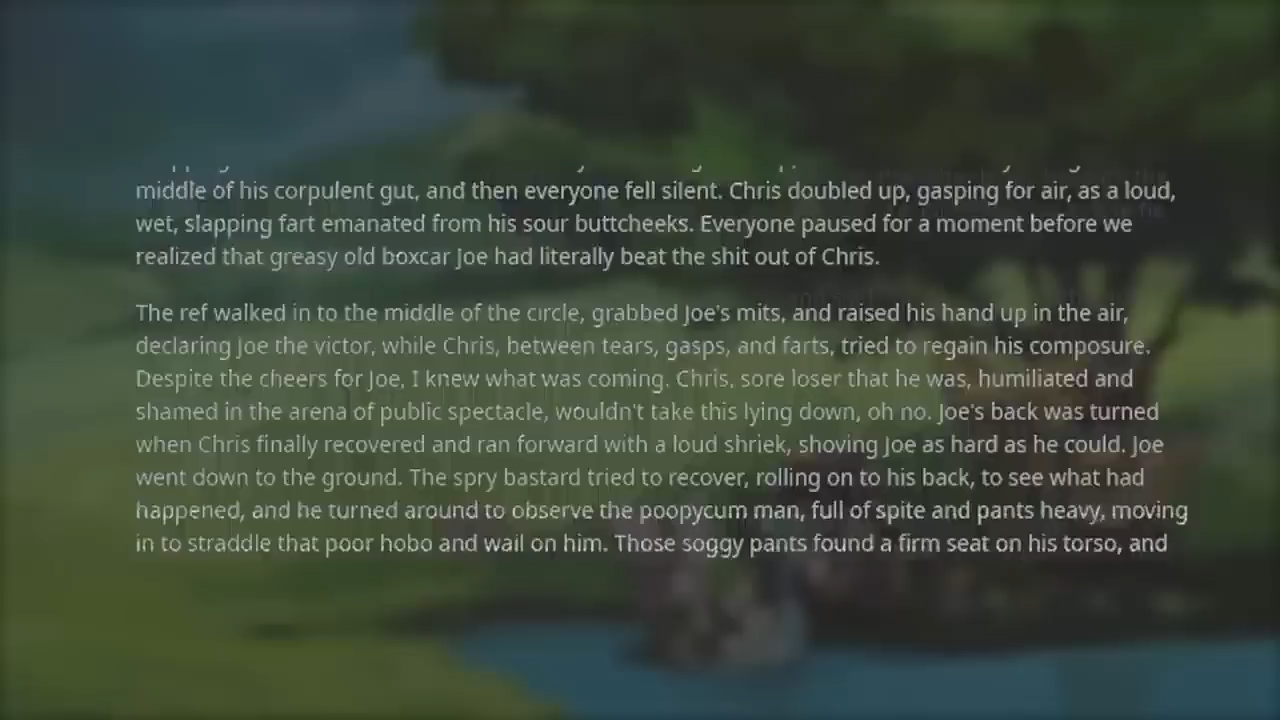 middle of his corpulent gut, and then everyone fell silent. Chris doubled up, gasping for air, as a loud,
wet, slapping fart emanated from his sour buttcheeks. Everyone paused for a moment before we
realized that greasy old boxcar Joe had literally beat the shit out of Chris.
The ref walked in to the middle of the circle, grabbed Joe's mits, and raised his hand up in the air,
declaring Joe the victor, while Chris, between tears, gasps, and farts, tried to regain his composure.
Despite the cheers for Joe, I knew what was coming. Chris, sore loser that he was, humiliated and
shamed in the arena of public spectacle, wouldn't take this lying down, oh no. Joe's back was turned
when Chris finally recovered and ran forward with a loud shriek, shoving Joe as hard as he could. Joe
went down to the ground. The spry bastard tried to recover, rolling on to his back, to see what had
happened, and he turned around to observe the poopycum man, full of spite and pants heavy, moving
in to straddle that poor hobo and wail on him. Those soggy pants found a firm seat on his torso, and